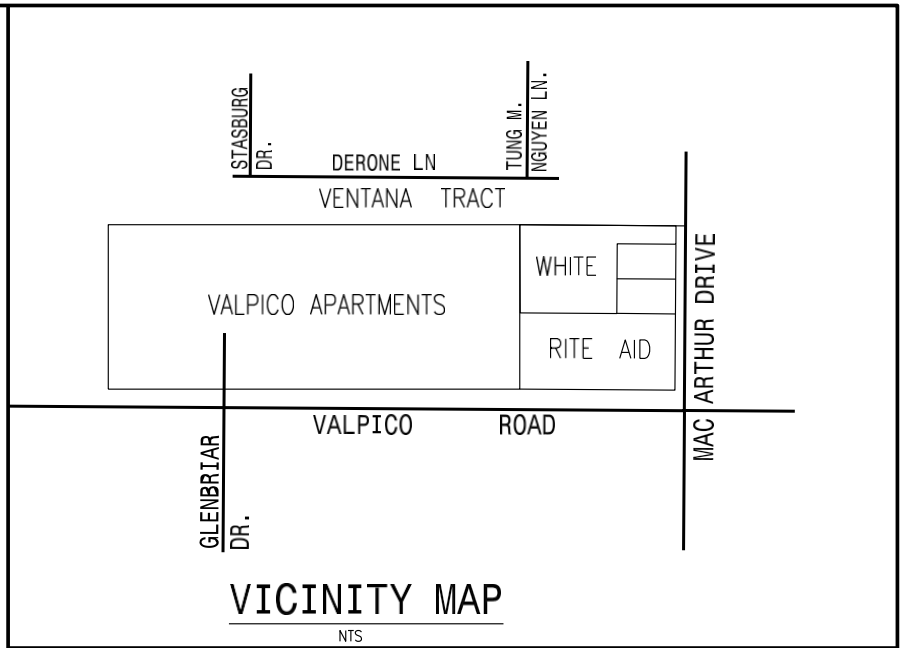 STASBURG
DR.
DERONE LN
TUNG M.
NGUYEN LN.
VENTANA TRACT
WHITE
VALPICO APARTMENTS
RITE AID
MAC ARTHUR DRIVE
VALPICO ROAD
GLENBRIAR
DR.
VICINITY MAP
NTS